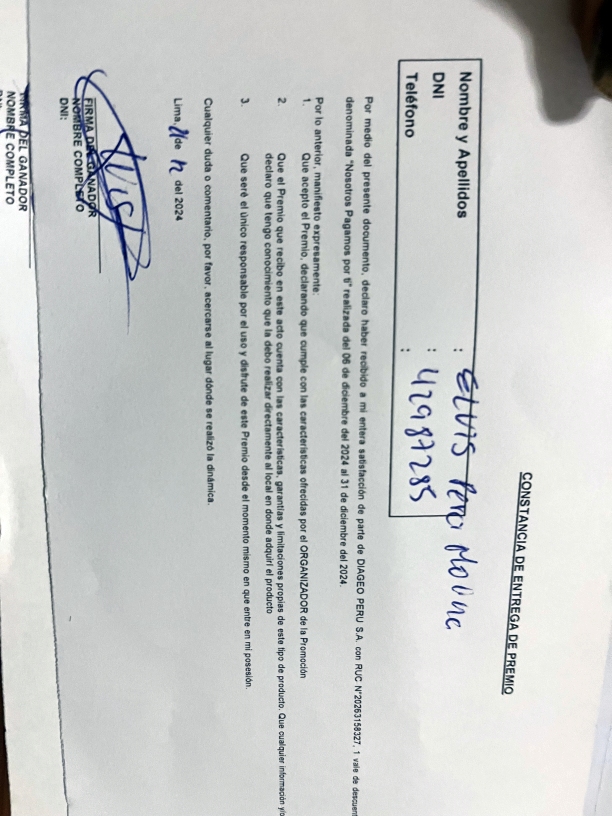 CONSTANCIA DE ENTREGA DE PREMIO
Nombre y Apellidos : ELVIS Molina
DNI : 42987285
Teléfono :
Por medio del presente documento, declaro haber recibido a mi entera satisfacción de parte de DIAGEO PERU S.A. con RUC N°20263158327, 1 vale de
denominada "Nosotros Pagamos por ti" realizada del 06 de diciembre del 2024 al 31 de diciembre del 2024.
Por lo anterior, manifiesto expresamente:
1. Que acepto el Premio, declarando que cumple con las características ofrecidas por el ORGANIZADOR de la Promoción
2. Que el Premio que recibo en este acto cuenta con las características, garantías y limitaciones propias de este tipo de producto. Que cualquier información
declaro que tengo conocimiento que la debo realizar directamente al local en donde adquirí el producto
3. Que seré el único responsable por el uso y disfrute de este Premio desde el momento mismo en que entre en mi posesión.
Cualquier duda o comentario, por favor, acercarse al lugar dónde se realizó la dinámica.
Lima, de 12 del 2024
FIRMA DEL GANADOR
NOMBRE COMPLETO
DNI:
FIRMA DEL GANADOR
NOMBRE COMPLETO